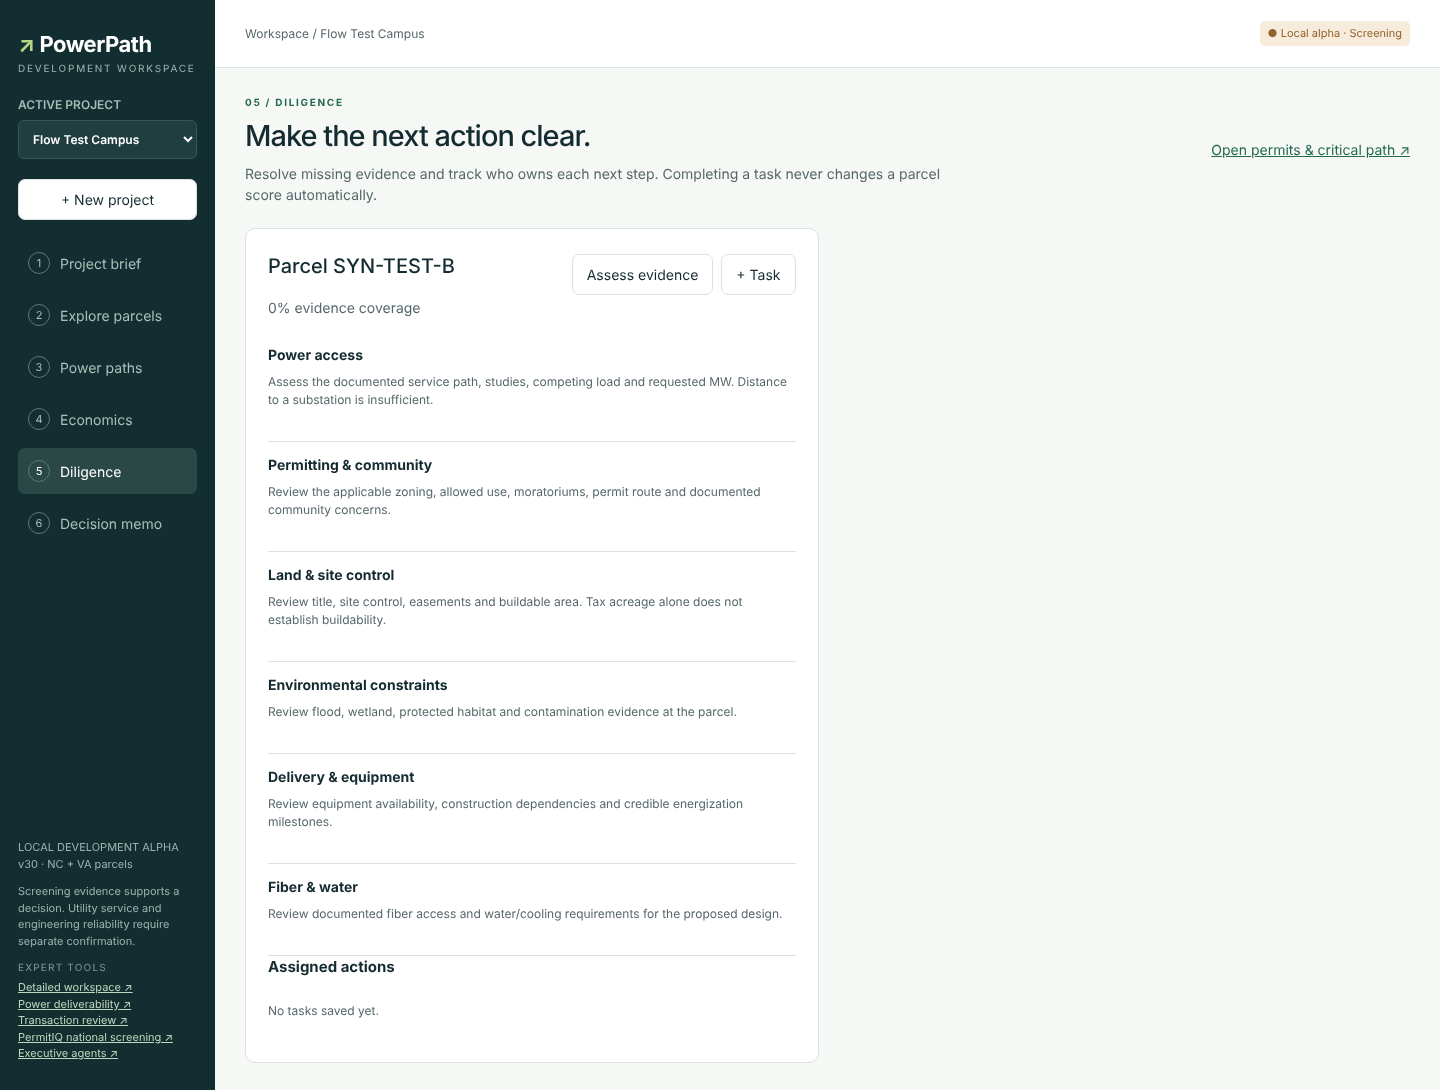 PowerPath
DEVELOPMENT WORKSPACE
ACTIVE PROJECT
Flow Test Campus
+ New project
1 Project brief
2 Explore parcels
3 Power paths
4 Economics
5 Diligence
6 Decision memo
LOCAL DEVELOPMENT ALPHA
v30 · NC + VA parcels
Screening evidence supports a
decision. Utility service and
engineering reliability require
separate confirmation.
EXPERT TOOLS
Detailed workspace ↗
Power deliverability ↗
Transaction review ↗
PermitIQ national screening ↗
Executive agents ↗
Workspace / Flow Test Campus
● Local alpha · Screening
05 / DILIGENCE
Make the next action clear.
Resolve missing evidence and track who owns each next step. Completing a task never changes a parcel
score automatically.
Open permits & critical path ↗
Parcel SYN-TEST-B
Assess evidence
+ Task
0% evidence coverage
Power access
Assess the documented service path, studies, competing load and requested MW. Distance
to a substation is insufficient.
Permitting & community
Review the applicable zoning, allowed use, moratoriums, permit route and documented
community concerns.
Land & site control
Review title, site control, easements and buildable area. Tax acreage alone does not
establish buildability.
Environmental constraints
Review flood, wetland, protected habitat and contamination evidence at the parcel.
Delivery & equipment
Review equipment availability, construction dependencies and credible energization
milestones.
Fiber & water
Review documented fiber access and water/cooling requirements for the proposed design.
Assigned actions
No tasks saved yet.